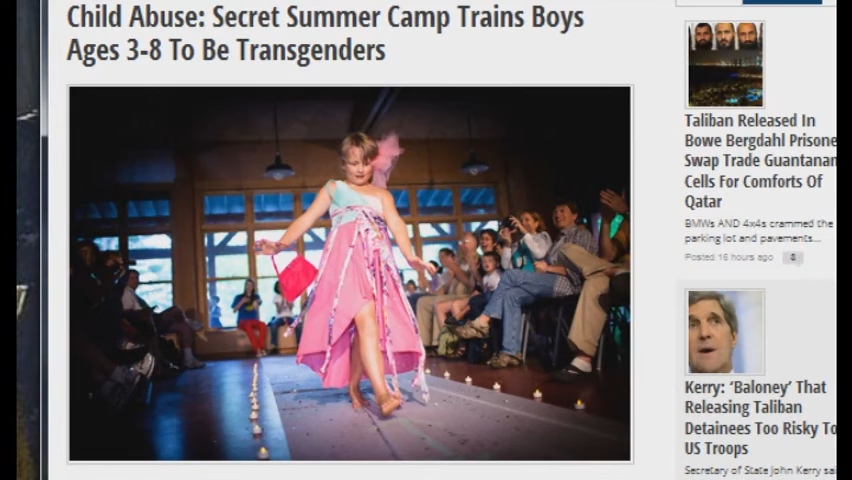 Child Abuse: Secret Summer Camp Trains Boys
Ages 3-8 To Be Transgenders
Taliban Released In
Bowe Bergdahl Prisone
Swap Trade Guantanan
Cells For Comforts Of
Qatar
BMWs AND 4x4s crammed the
parking lot and pavements...
Posted 16 hours ago
Kerry: ‘Baloney’ That
Releasing Taliban
Detainees Too Risky To
US Troops
Secretary of State John Kerry sai